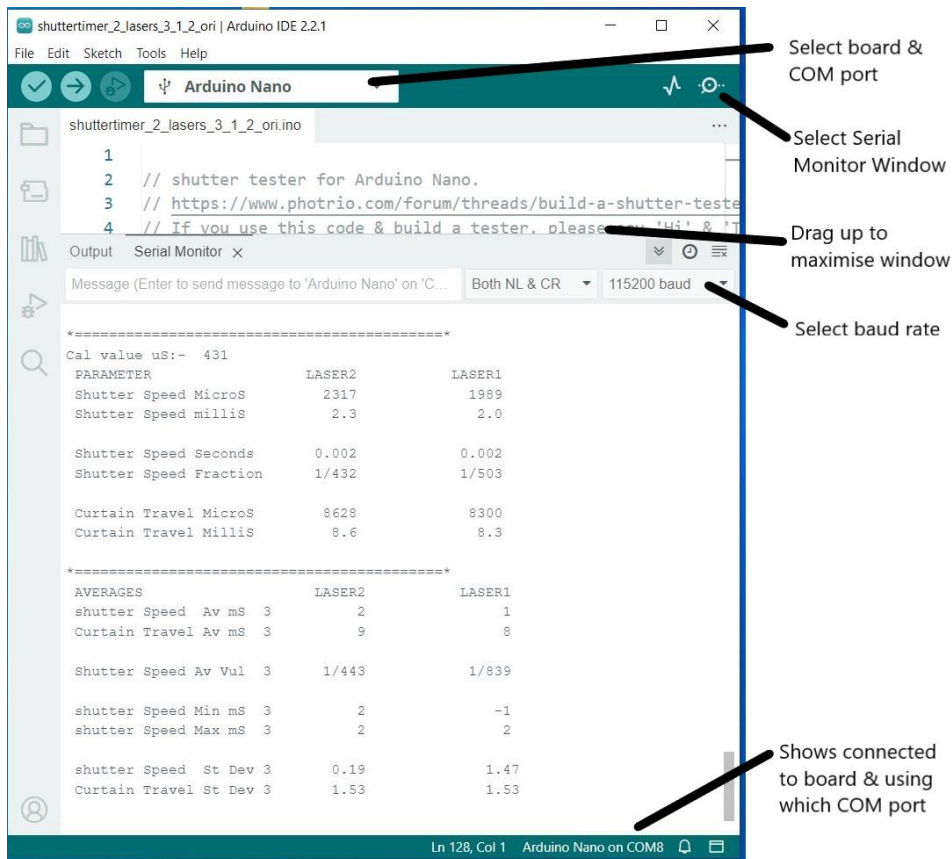 shuttertimer_2_lasers_3_1_2_ori | Arduino IDE 2.2.1
File Edit Sketch Tools Help
Arduino Nano
shuttertimer_2_lasers_3_1_2_ori.ino
1
2 // shutter tester for Arduino Nano.
3 // https://www.photrio.com/forum/threads/build-a-shutter-teste
4 // If you use this code & build a tester, please say 'Hi' & 'T
Output Serial Monitor ×
Message (Enter to send message to 'Arduino Nano' on 'C... Both NL & CR 115200 baud
*===========================================*
Cal value uS:- 431
PARAMETER LASER2 LASER1
Shutter Speed MicroS 2317 1989
Shutter Speed milliS 2.3 2.0
Shutter Speed Seconds 0.002 0.002
Shutter Speed Fraction 1/432 1/503
Curtain Travel MicroS 8628 8300
Curtain Travel MilliS 8.6 8.3
*===========================================*
AVERAGES LASER2 LASER1
shutter Speed Av mS 3 2 1
Curtain Travel Av mS 3 9 8
Shutter Speed Av Vul 3 1/443 1/839
shutter Speed Min mS 3 2 -1
shutter Speed Max mS 3 2 2
shutter Speed St Dev 3 0.19 1.47
Curtain Travel St Dev 3 1.53 1.53
Ln 128, Col 1 Arduino Nano on COM8
Select board &
COM port
Select Serial
Monitor Window
Drag up to
maximise window
Select baud rate
Shows connected
to board & using
which COM port